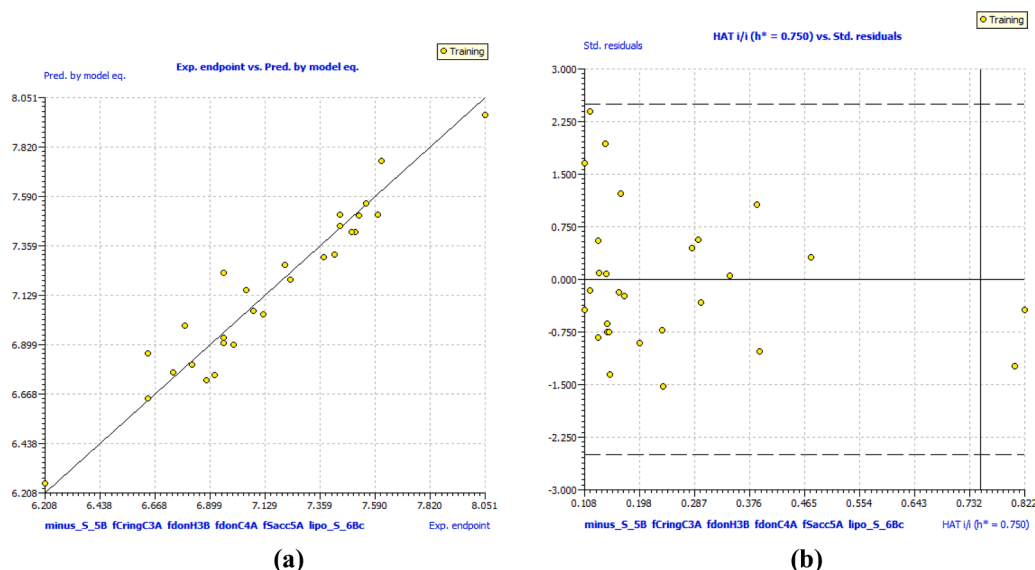 Training
Exp. endpoint vs. Pred. by model eq.
Pred. by model eq.
8.051
7.820
7.590
7.359
7.129
6.899
6.668
6.438
6.208
6.208 6.438 6.668 6.899 7.129 7.359 7.590 7.820 8.051
minus_S_5B fCringC3A fdonH3B fdonC4A fSacc5A lipo_S_6Bc Exp. endpoint
(a)
Training
HAT i/i (h* = 0.750) vs. Std. residuals
Std. residuals
3.000
2.250
1.500
0.750
0.000
-0.750
-1.500
-2.250
-3.000
0.108 0.198 0.287 0.376 0.465 0.554 0.643 0.732 0.822
minus_S_5B fCringC3A fdonH3B fdonC4A fSacc5A lipo_S_6Bc HAT i/i (h* = 0.750)
(b)